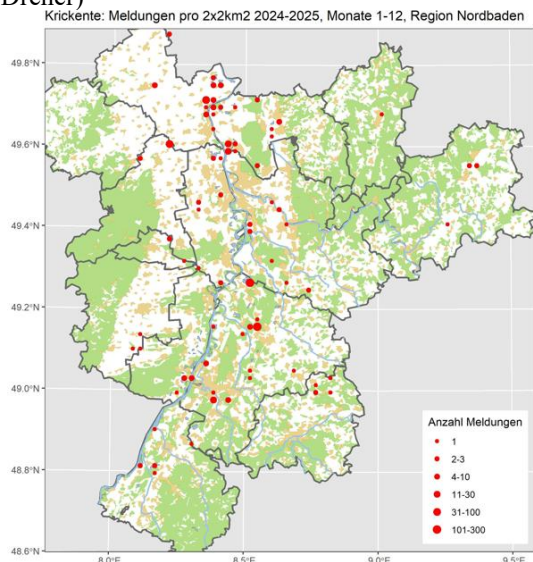 Dreher)
Krickente: Meldungen pro 2x2km2 2024-2025, Monate 1-12, Region Nordbaden
49.8°N
49.6°N
49.4°N
49.2°N
49.0°N
48.8°N
48.6°N
Anzahl Meldungen
1
2-3
4-10
11-30
31-100
101-300
8.0°E
8.5°E
9.0°E
9.5°E